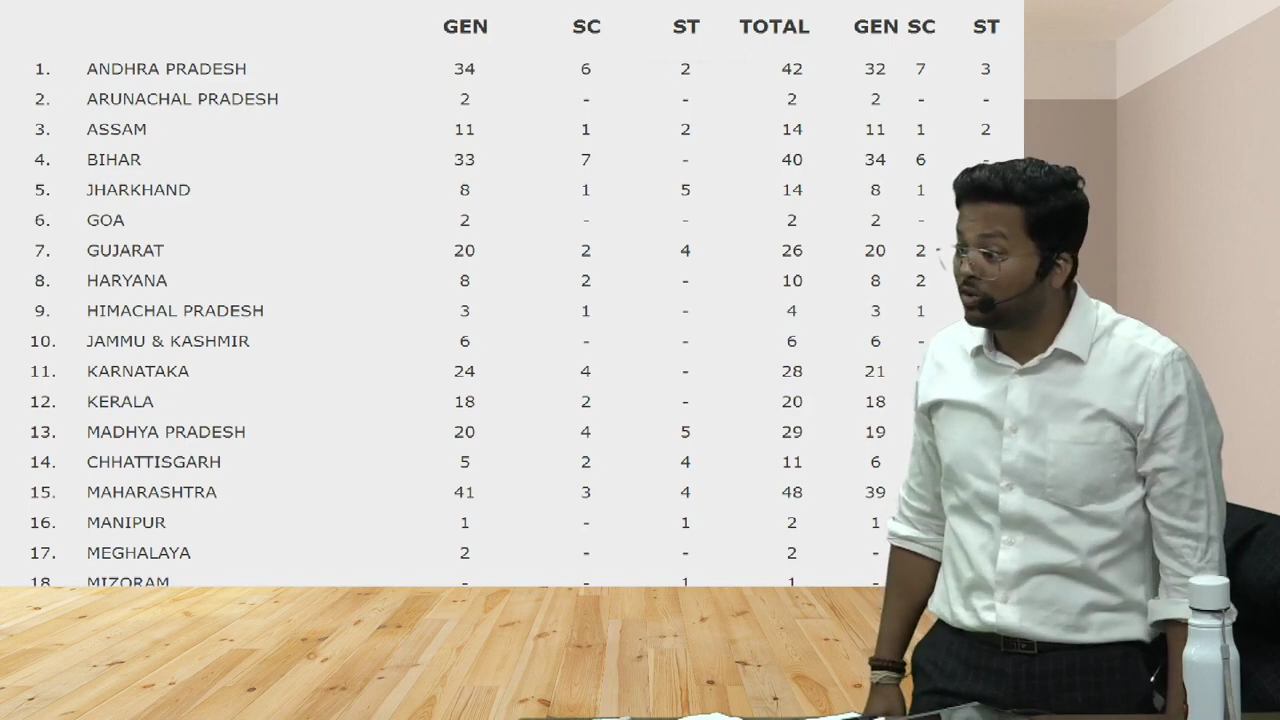 GEN SC ST TOTAL GEN SC ST
1. ANDHRA PRADESH 34 6 2 42 32 7 3
2. ARUNACHAL PRADESH 2 - - 2 2 - -
3. ASSAM 11 1 2 14 11 1 2
4. BIHAR 33 7 - 40 34 6 -
5. JHARKHAND 8 1 5 14 8 1
6. GOA 2 - - 2 2 -
7. GUJARAT 20 2 4 26 20 2
8. HARYANA 8 2 - 10 8 2
9. HIMACHAL PRADESH 3 1 - 4 3 1
10. JAMMU & KASHMIR 6 - - 6 6 -
11. KARNATAKA 24 4 - 28 21
12. KERALA 18 2 - 20 18
13. MADHYA PRADESH 20 4 5 29 19
14. CHHATTISGARH 5 2 4 11 6
15. MAHARASHTRA 41 3 4 48 39
16. MANIPUR 1 - 1 2 1
17. MEGHALAYA 2 - - 2 -
18. MIZORAM - - 1 1 -